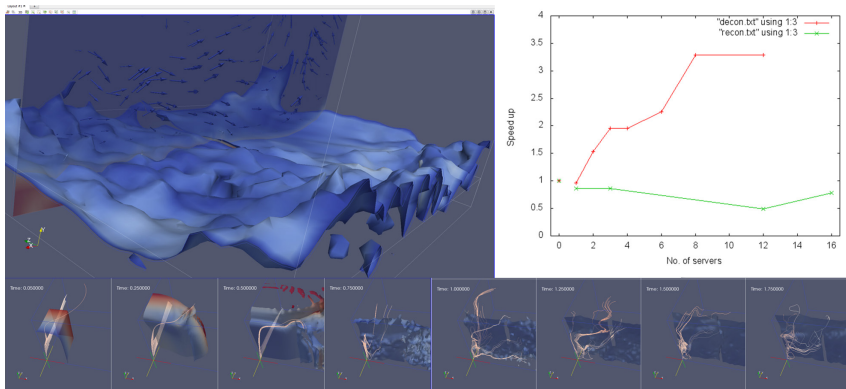 Layout #1
"decon.txt" using 1:3
"recon.txt" using 1:3
4
3.5
3
2.5
2
1.5
1
0.5
0
Speed up
0 2 4 6 8 10 12 14 16
No. of servers
Y
Z
X
Time: 0.050000
Time: 0.250000
Time: 0.500000
Time: 0.750000
Time: 1.000000
Time: 1.250000
Time: 1.500000
Time: 1.750000